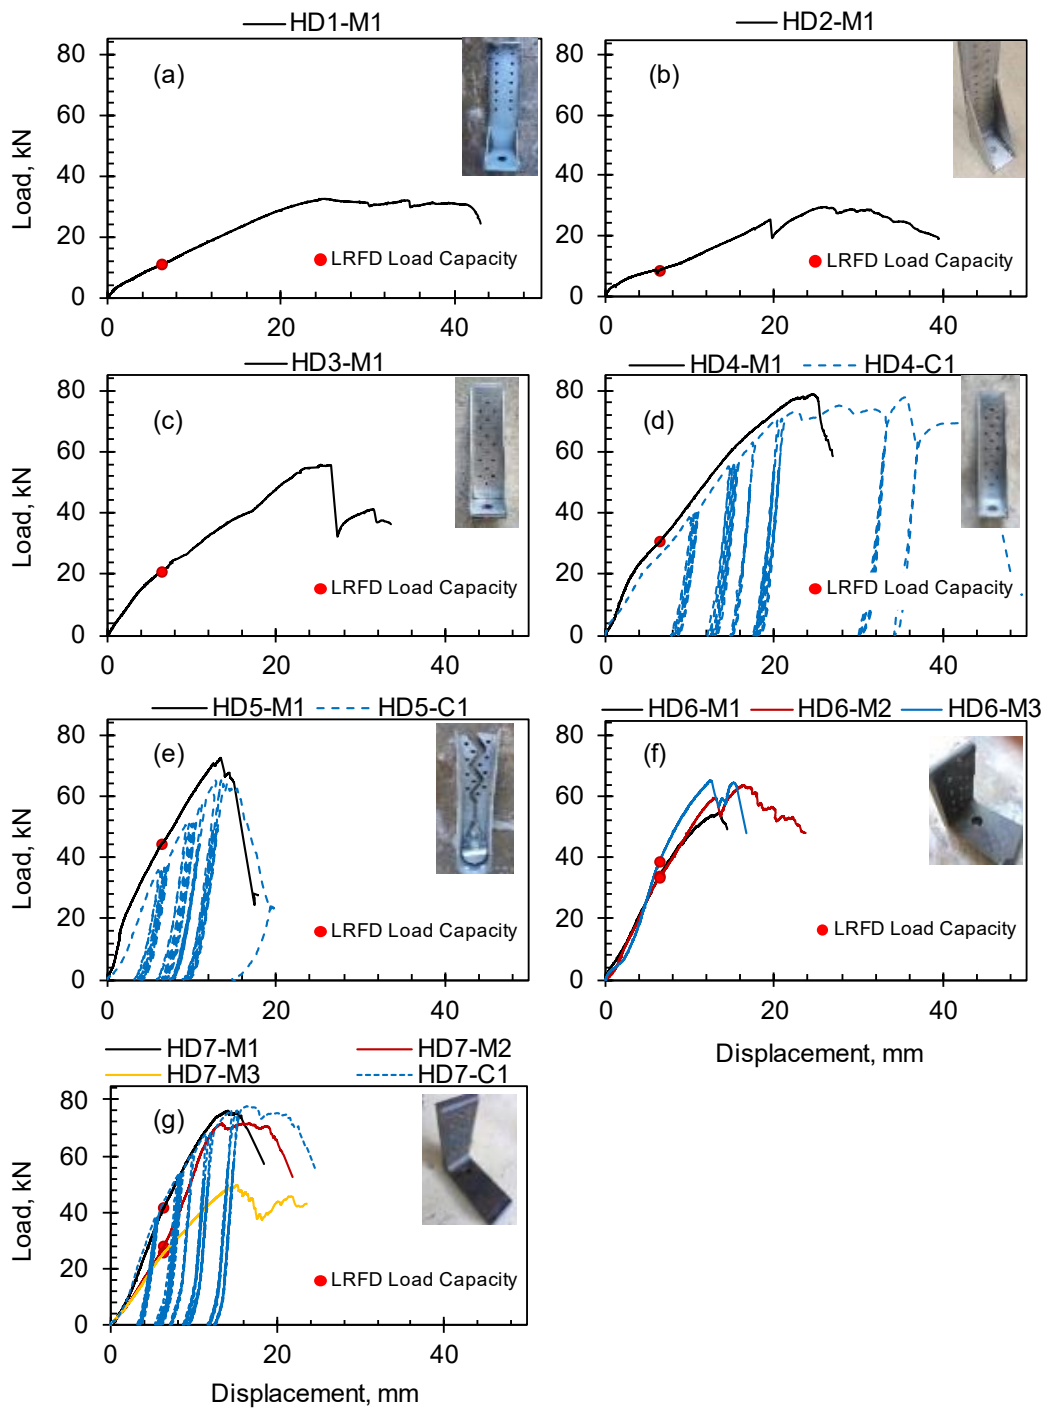 HD1-M1
HD2-M1
80
60
40
20
0
Load, kN
(a)
LRFD Load Capacity
0 20 40
80
60
40
20
0
(b)
LRFD Load Capacity
0 20 40
HD3-M1
HD4-M1 HD4-C1
80
60
40
20
0
Load, kN
(c)
LRFD Load Capacity
0 20 40
80
60
40
20
0
(d)
LRFD Load Capacity
0 20 40
HD5-M1 HD5-C1
HD6-M1 HD6-M2 HD6-M3
80
60
40
20
0
Load, kN
(e)
LRFD Load Capacity
0 20 40
80
60
40
20
0
(f)
LRFD Load Capacity
0 20 40
Displacement, mm
HD7-M1 HD7-M2
HD7-M3 HD7-C1
80
60
40
20
0
Load, kN
(g)
LRFD Load Capacity
0 20 40
Displacement, mm